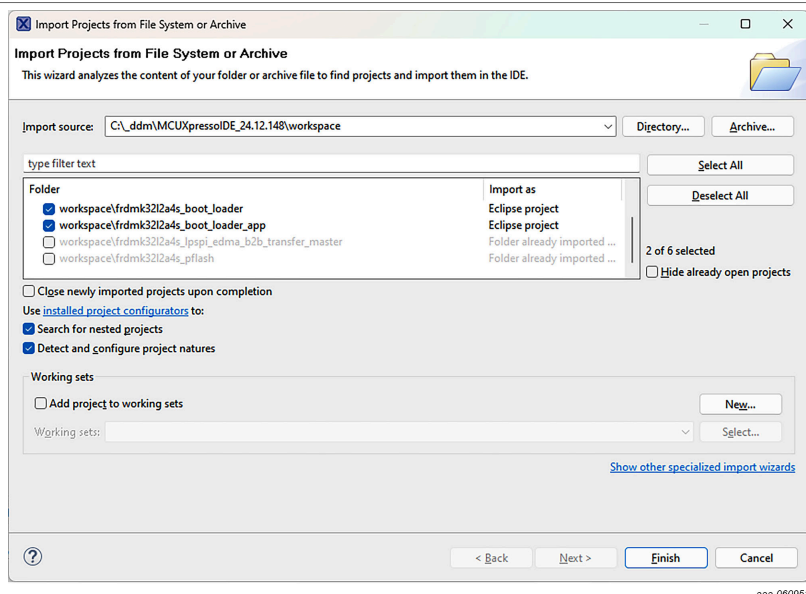 Import Projects from File System or Archive
Import Projects from File System or Archive
This wizard analyzes the content of your folder or archive file to find projects and import them in the IDE.
Import source: C:\_ddm\MCUXpressoIDE_24.12.148\workspace Directory... Archive...
type filter text Select All
Folder Import as Deselect All
workspace\frdmk32l2a4s_boot_loader Eclipse project
workspace\frdmk32l2a4s_boot_loader_app Eclipse project
workspace\frdmk32l2a4s_lpspi_edma_b2b_transfer_master Folder already imported ...
workspace\frdmk32l2a4s_pflash Folder already imported ...
2 of 6 selected
Hide already open projects
Close newly imported projects upon completion
Use installed project configurators to:
Search for nested projects
Detect and configure project natures
Working sets
Add project to working sets New...
Working sets: Select...
Show other specialized import wizards
? < Back Next > Finish Cancel